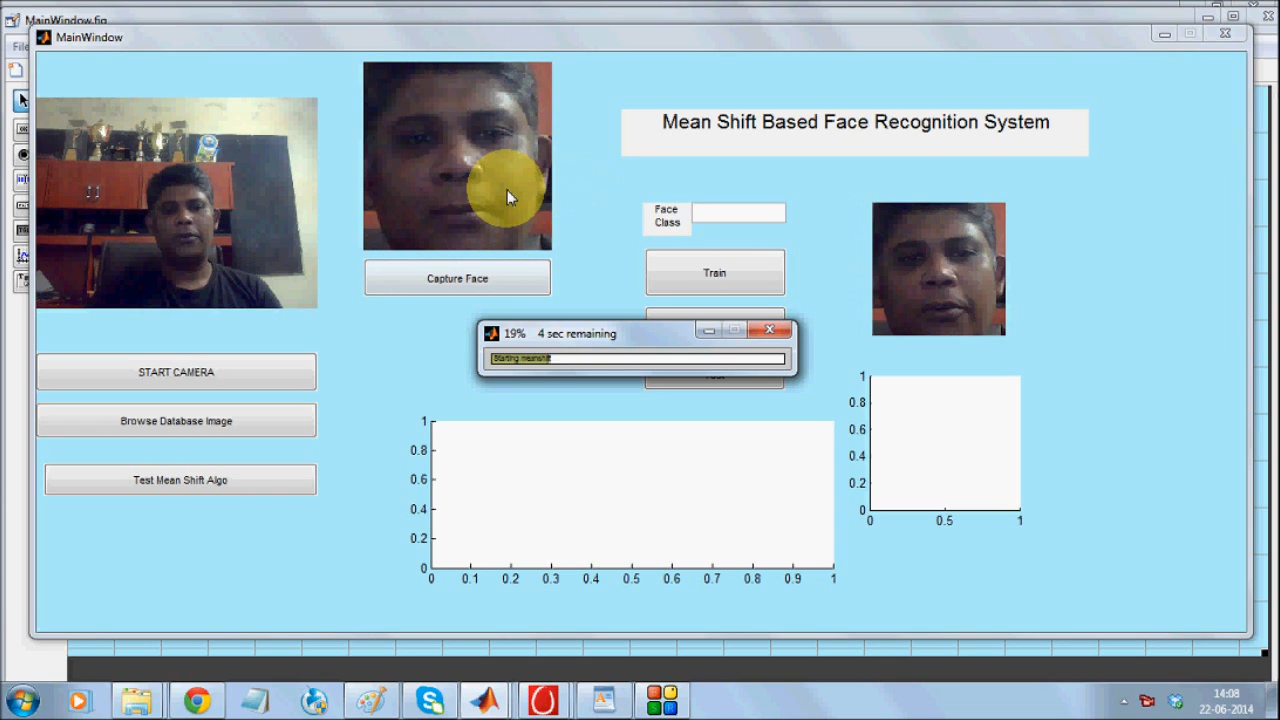 MainWindow.fig
File
MainWindow
Mean Shift Based Face Recognition System
Face
Class
Capture Face
Train
19% 4 sec remaining
Starting meanshift
START CAMERA
Browse Database Image
Test Mean Shift Algo
1
0.8
0.6
0.4
0.2
0
0 0.1 0.2 0.3 0.4 0.5 0.6 0.7 0.8 0.9 1
1
0.8
0.6
0.4
0.2
0
0 0.5 1
14:08
22-06-2014